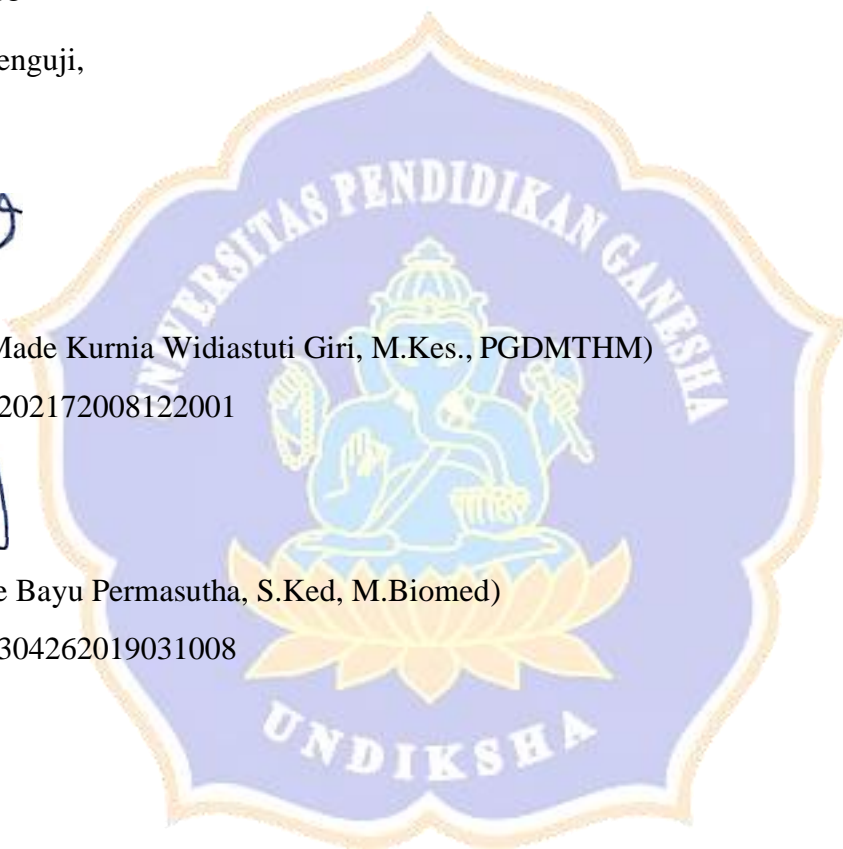 enguji,
UNIVERSITAS PENDIDIKAN GANESHA
Made Kurnia Widiastuti Giri, M.Kes., PGDMTHM)
202172008122001
e Bayu Permasutha, S.Ked, M.Biomed)
304262019031008
UNDIKSHA